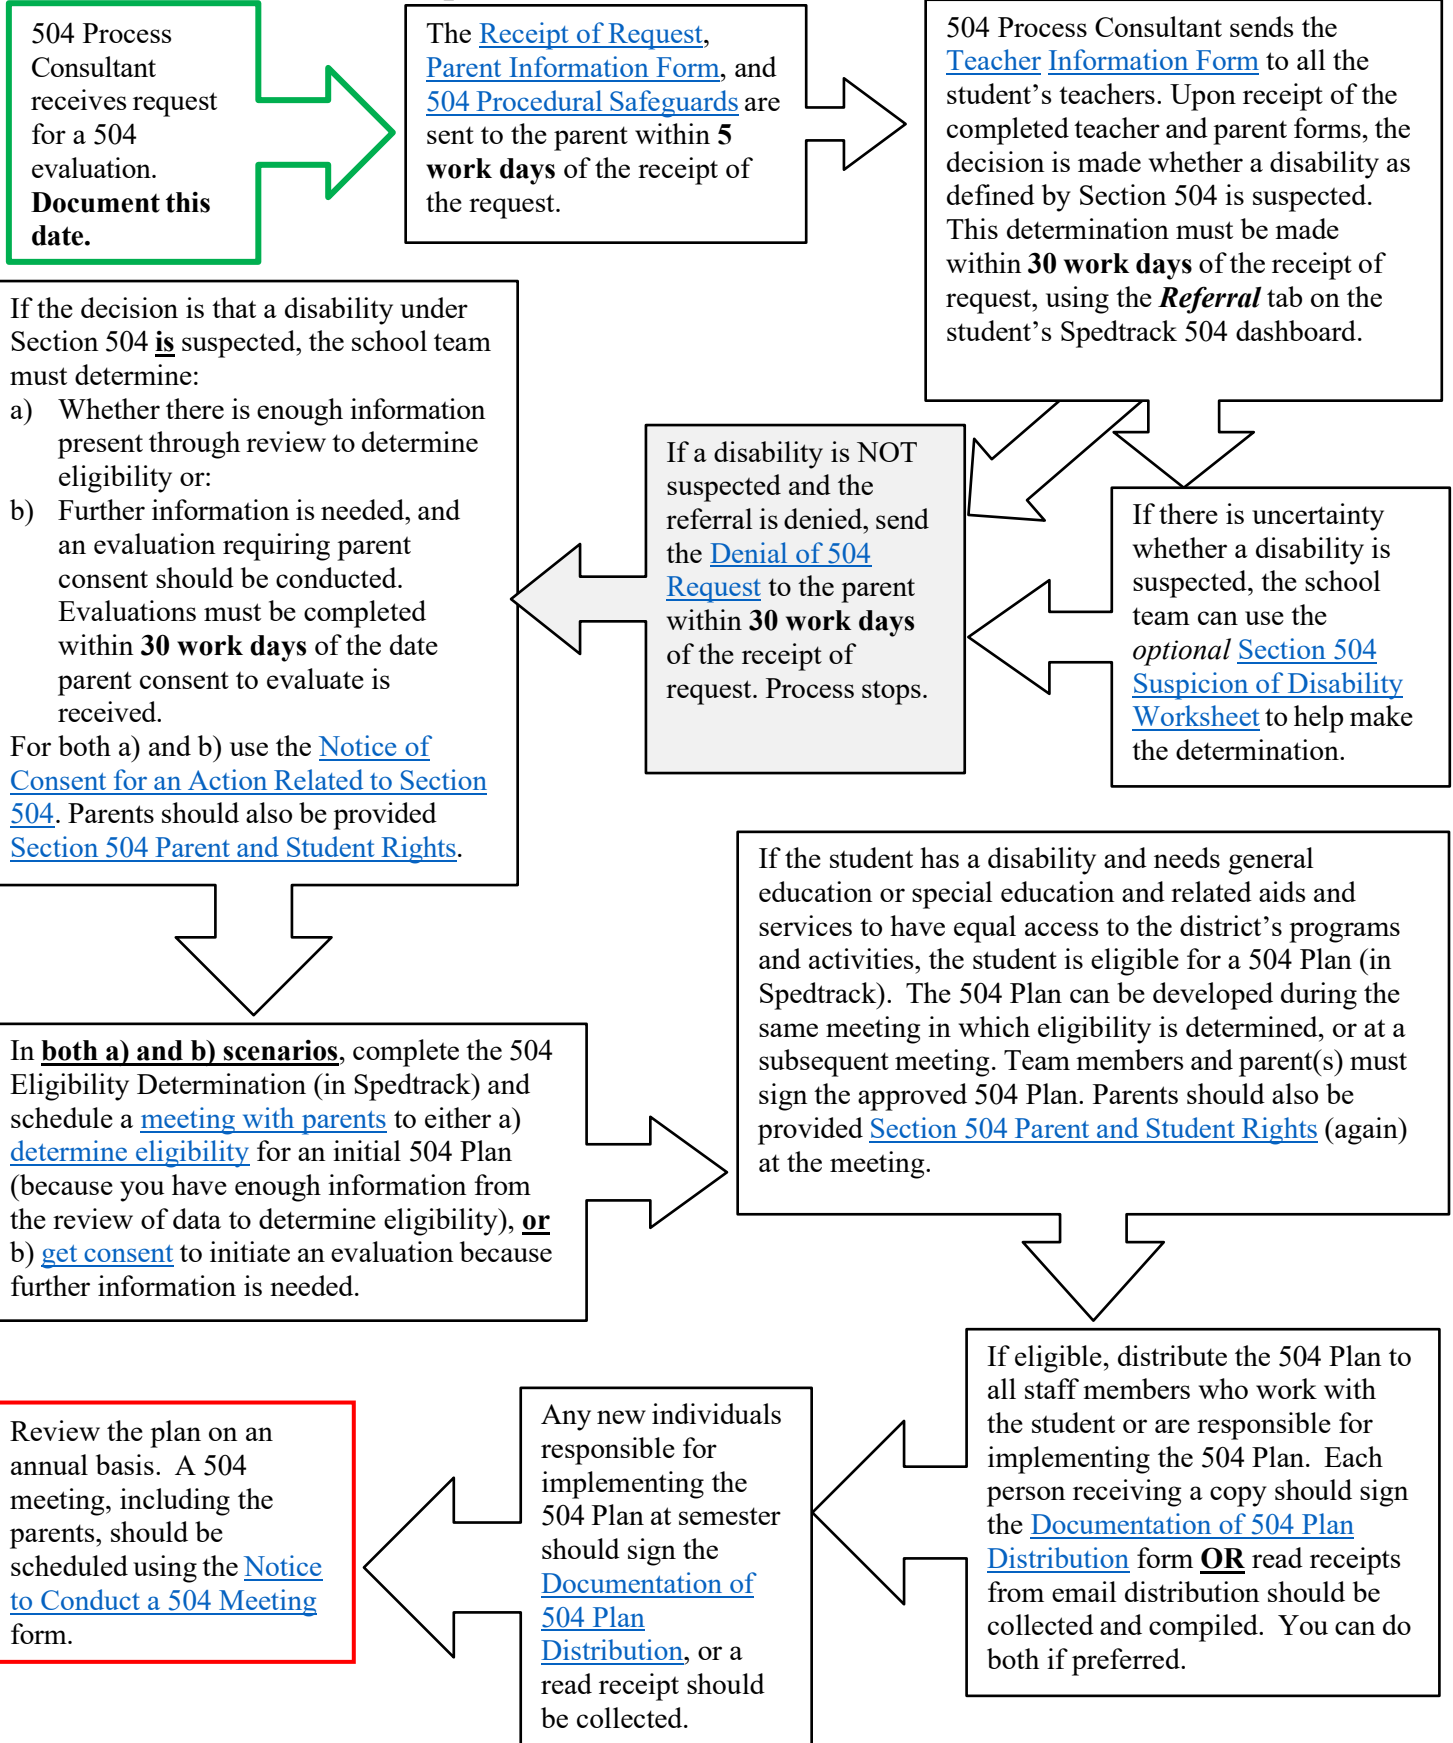 504 Process
Consultant
receives request
for a 504
evaluation.
Document this
date.
The Receipt of Request,
Parent Information Form, and
504 Procedural Safeguards are
sent to the parent within 5
work days of the receipt of
the request.
504 Process Consultant sends the
Teacher Information Form to all the
student’s teachers. Upon receipt of the
completed teacher and parent forms, the
decision is made whether a disability as
defined by Section 504 is suspected.
This determination must be made
within 30 work days of the receipt of
request, using the Referral tab on the
student’s Spedtrack 504 dashboard.
If there is uncertainty
whether a disability is
suspected, the school
team can use the
optional Section 504
Suspicion of Disability
Worksheet to help make
the determination.
If a disability is NOT
suspected and the
referral is denied, send
the Denial of 504
Request to the parent
within 30 work days
of the receipt of
request. Process stops.
If the decision is that a disability under
Section 504 is suspected, the school team
must determine:
a) Whether there is enough information
present through review to determine
eligibility or:
b) Further information is needed, and
an evaluation requiring parent
consent should be conducted.
Evaluations must be completed
within 30 work days of the date
parent consent to evaluate is
received.
For both a) and b) use the Notice of
Consent for an Action Related to Section
504. Parents should also be provided
Section 504 Parent and Student Rights.
In both a) and b) scenarios, complete the 504
Eligibility Determination (in Spedtrack) and
schedule a meeting with parents to either a)
determine eligibility for an initial 504 Plan
(because you have enough information from
the review of data to determine eligibility), or
b) get consent to initiate an evaluation because
further information is needed.
If the student has a disability and needs general
education or special education and related aids and
services to have equal access to the district’s programs
and activities, the student is eligible for a 504 Plan (in
Spedtrack). The 504 Plan can be developed during the
same meeting in which eligibility is determined, or at a
subsequent meeting. Team members and parent(s) must
sign the approved 504 Plan. Parents should also be
provided Section 504 Parent and Student Rights (again)
at the meeting.
If eligible, distribute the 504 Plan to
all staff members who work with
the student or are responsible for
implementing the 504 Plan. Each
person receiving a copy should sign
the Documentation of 504 Plan
Distribution form OR read receipts
from email distribution should be
collected and compiled. You can do
both if preferred.
Any new individuals
responsible for
implementing the
504 Plan at semester
should sign the
Documentation of
504 Plan
Distribution, or a
read receipt should
be collected.
Review the plan on an
annual basis. A 504
meeting, including the
parents, should be
scheduled using the Notice
to Conduct a 504 Meeting
form.